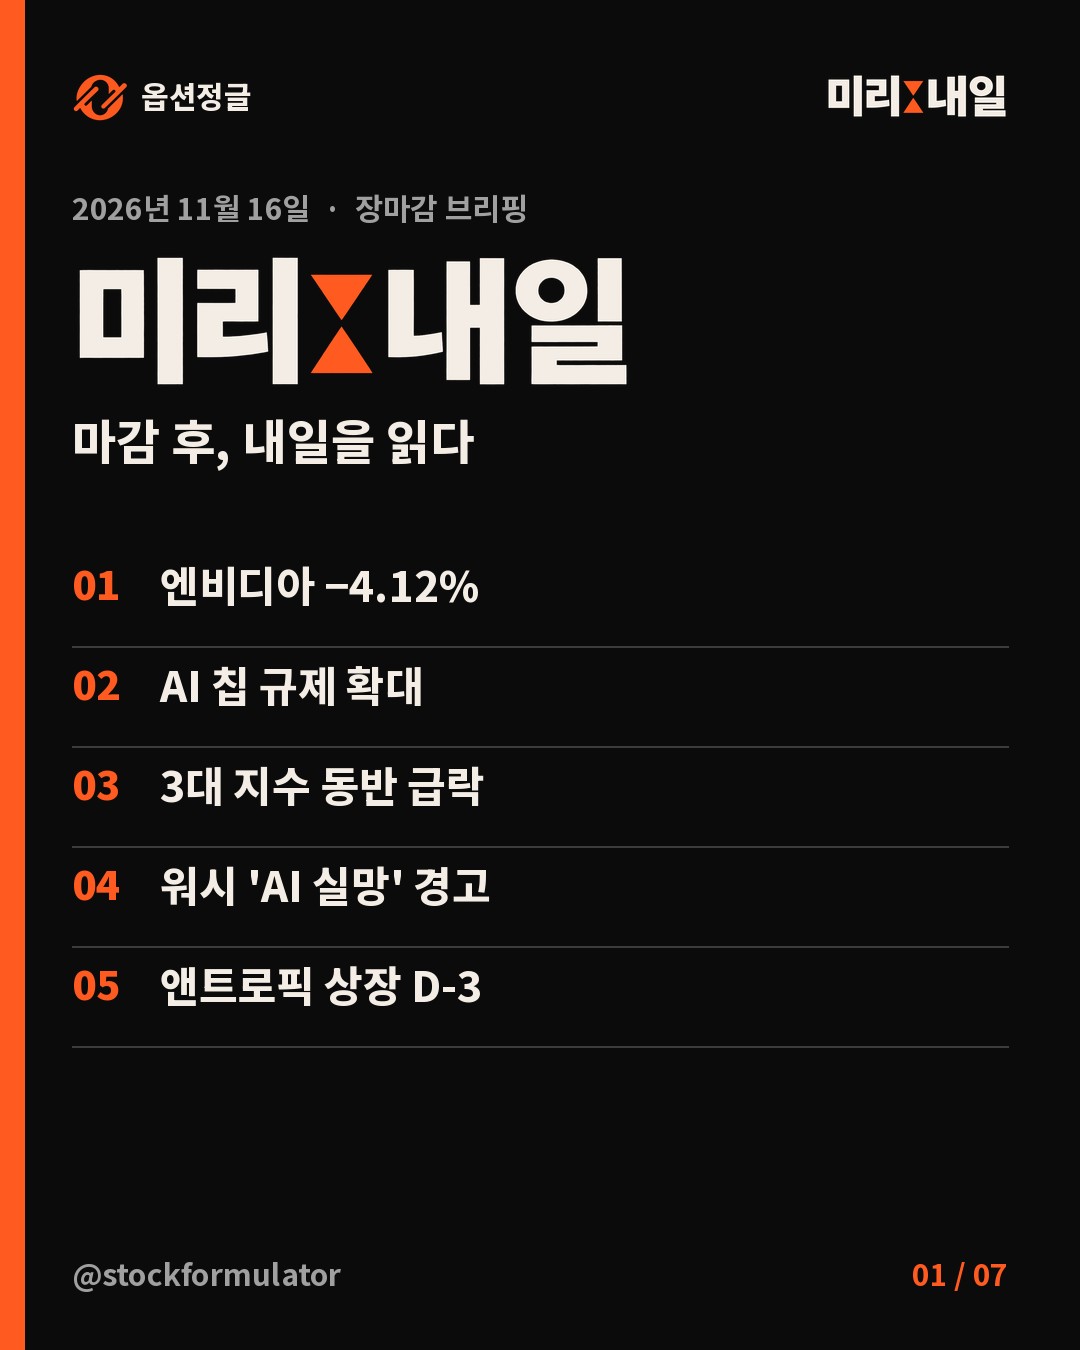 옵션정글
미리내일
2026년 11월 16일 · 장마감 브리핑
미리내일
마감 후, 내일을 읽다
01 엔비디아 −4.12%
02 AI 칩 규제 확대
03 3대 지수 동반 급락
04 워시 'AI 실망' 경고
05 앤트로픽 상장 D-3
@stockformulator
01 / 07